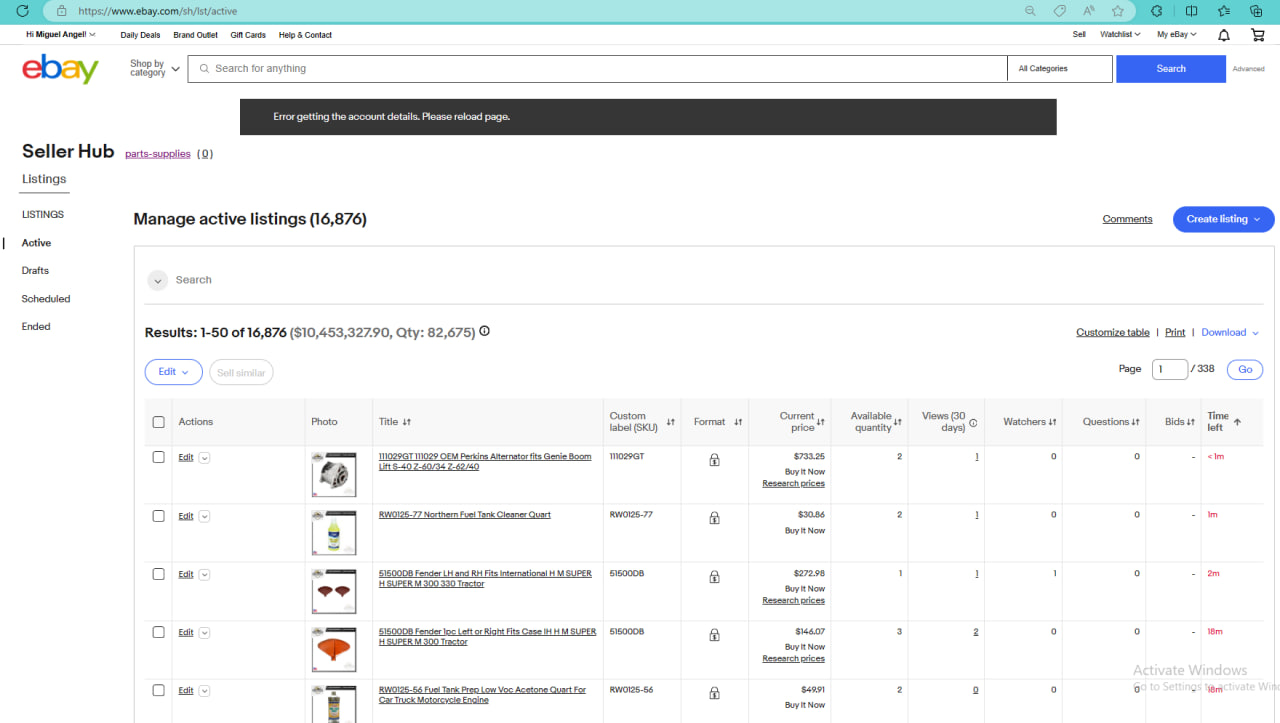 https://www.ebay.com/sh/lst/active
Hi Miguel Angel!
Daily Deals
Brand Outlet
Gift Cards
Help & Contact
Sell
Watchlist
My eBay
ebay
Shop by
category
Search for anything
All Categories
Search
Advanced
Error getting the account details. Please reload page.
Seller Hub
parts-supplies
(0)
Listings
LISTINGS
Active
Drafts
Scheduled
Ended
Manage active listings (16,876)
Comments
Create listing
Search
Results: 1-50 of 16,876 ($10,453,327.90, Qty: 82,675)
Customize table | Print | Download
Edit
Sell similar
Page 1 / 338 Go
Actions
Photo
Title
Custom
label (SKU)
Format
Current
price
Available
quantity
Views (30
days)
Watchers
Questions
Bids
Time
left
Edit
111029GT 111029 OEM Perkins Alternator fits Genie Boom
Lift S-40 Z-60/34 Z-62/40
111029GT
$733.25
Buy It Now
Research prices
2
1
0
0
-
< 1m
Edit
RW0125-77 Northern Fuel Tank Cleaner Quart
RW0125-77
$30.86
Buy It Now
2
1
0
0
-
1m
Edit
51500DB Fender LH and RH Fits International H M SUPER
H SUPER M 300 330 Tractor
51500DB
$272.98
Buy It Now
Research prices
1
1
1
0
-
2m
Edit
51500DB Fender 1pc Left or Right Fits Case IH H M SUPER
H SUPER M 300 Tractor
51500DB
$146.07
Buy It Now
Research prices
3
2
0
0
-
18m
Edit
RW0125-56 Fuel Tank Prep Low Voc Acetone Quart For
Car Truck Motorcycle Engine
RW0125-56
$49.91
Buy It Now
2
0
0
0
-
18m
Activate Windows
Go to Settings to activate Win